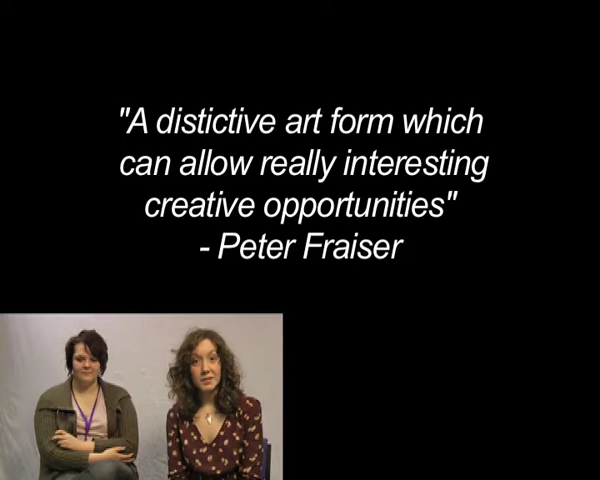 "A distictive art form which
can allow really interesting
creative opportunities"
- Peter Fraiser